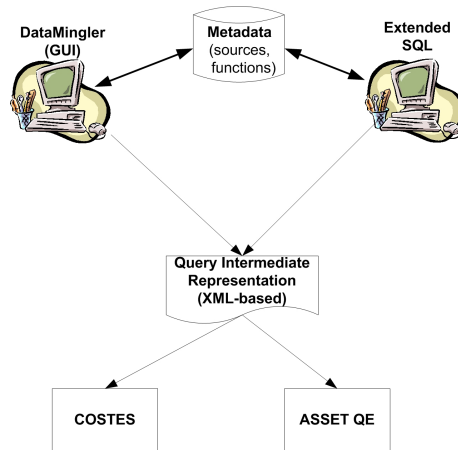 DataMingler
(GUI)
Metadata
(sources,
functions)
Extended
SQL
Query Intermediate
Representation
(XML-based)
COSTES
ASSET QE